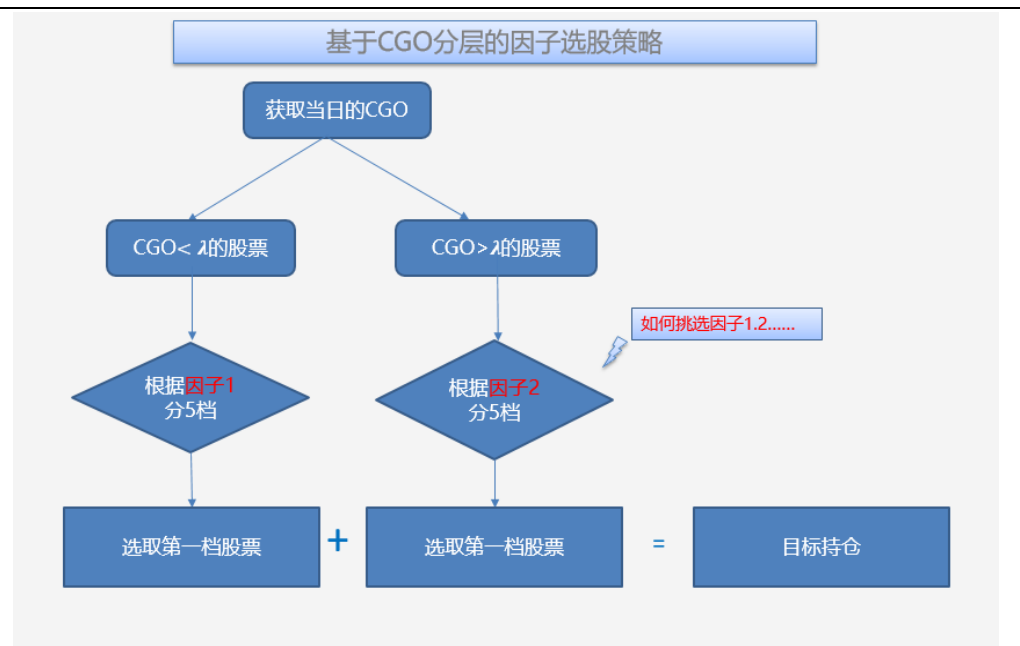 基于CGO分层的因子选股策略
获取当日的CGO
CGO< λ的股票
CGO>λ的股票
如何挑选因子1.2......
根据因子1
分5档
根据因子2
分5档
选取第一档股票
+
选取第一档股票
=
目标持仓